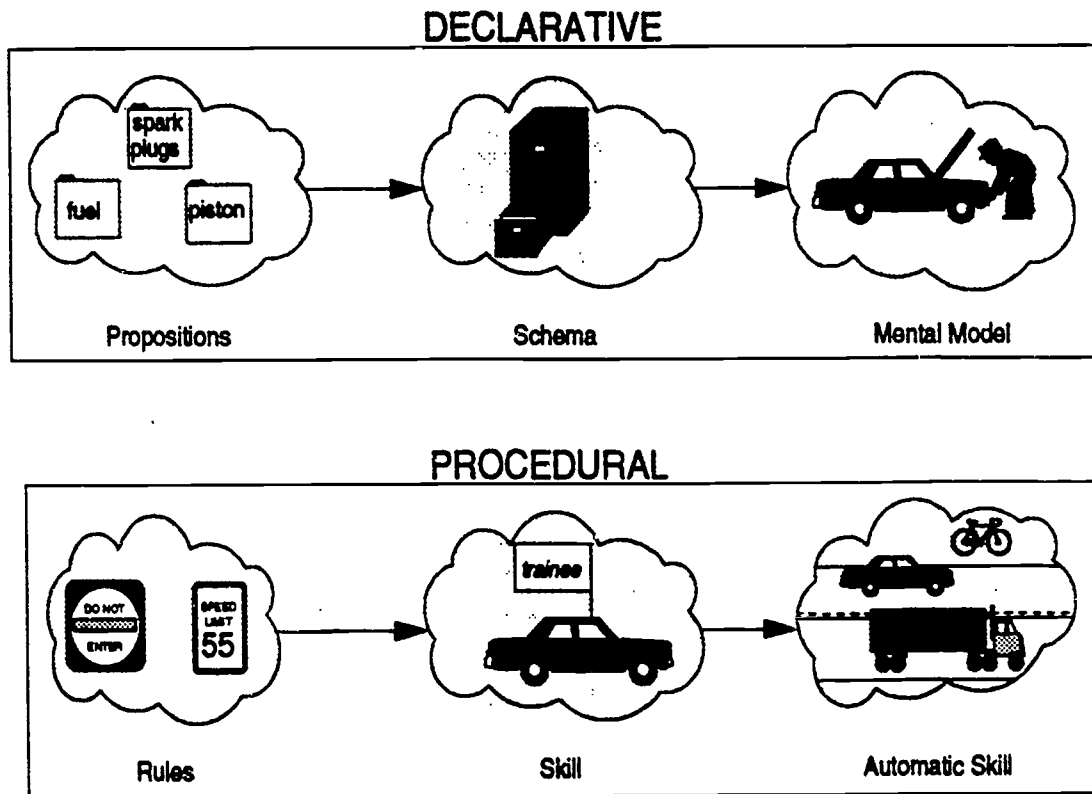 DECLARATIVE
spark
plugs
fuel
piston
Propositions
Schema
Mental Model
PROCEDURAL
trainee
DO NOT
ENTER
SPEED
LIMIT
55
Rules
Skill
Automatic Skill